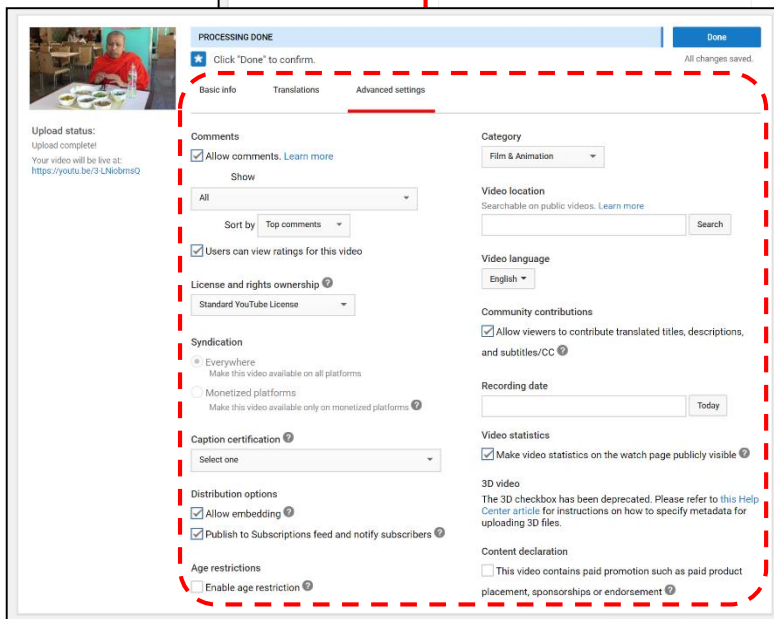 PROCESSING DONE
Done
Click "Done" to confirm.
All changes saved.
Basic info
Translations
Advanced settings
Upload status:
Upload complete!
Your video will be live at:
https://youtu.be/3-LNiobrnsQ
Comments
Allow comments. Learn more
Show
All
Sort by Top comments
Users can view ratings for this video
License and rights ownership ?
Standard YouTube License
Syndication
Everywhere
Make this video available on all platforms
Monetized platforms
Make this video available only on monetized platforms ?
Caption certification ?
Select one
Distribution options
Allow embedding ?
Publish to Subscriptions feed and notify subscribers ?
Age restrictions
Enable age restriction ?
Category
Film & Animation
Video location
Searchable on public videos. Learn more
Search
Video language
English
Community contributions
Allow viewers to contribute translated titles, descriptions,
and subtitles/CC ?
Recording date
Today
Video statistics
Make video statistics on the watch page publicly visible ?
3D video
The 3D checkbox has been deprecated. Please refer to this Help
Center article for instructions on how to specify metadata for
uploading 3D files.
Content declaration
This video contains paid promotion such as paid product
placement, sponsorships or endorsement ?